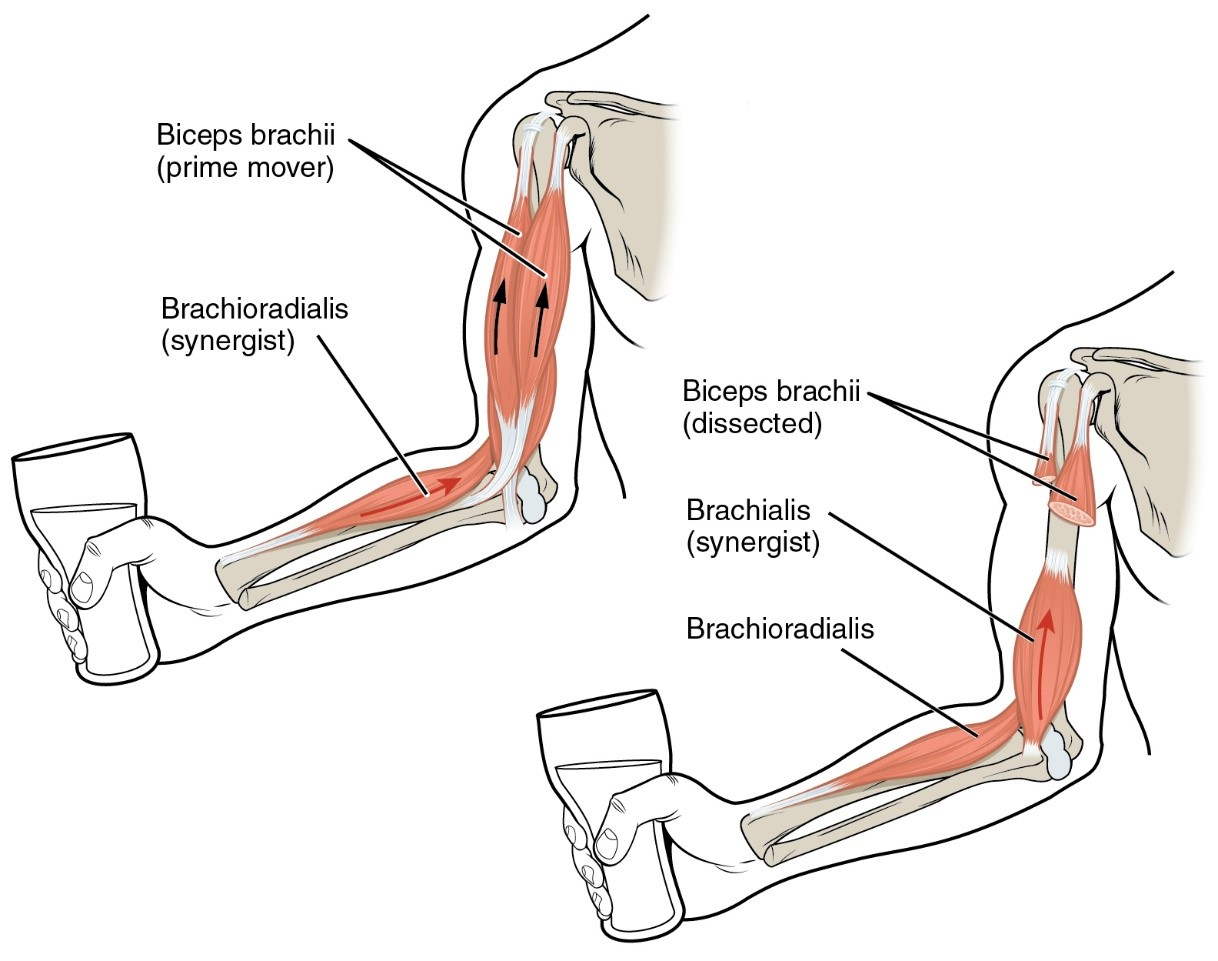 Biceps brachii
(prime mover)
Brachioradialis
(synergist)
Biceps brachii
(dissected)
Brachialis
(synergist)
Brachioradialis